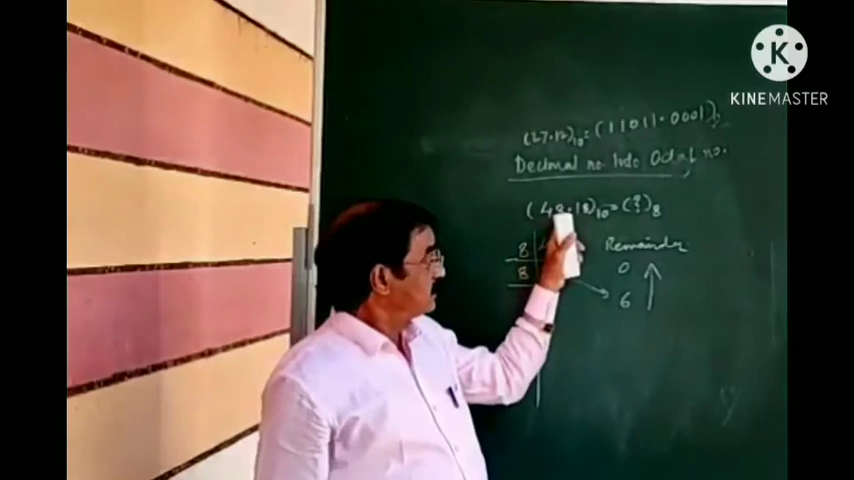 K
KINEMASTER
(27.12)10=(11011.0001)2
Decimal no. Into Octal no.
(48.18)10=(?)8
8 Remainder
8 0
6